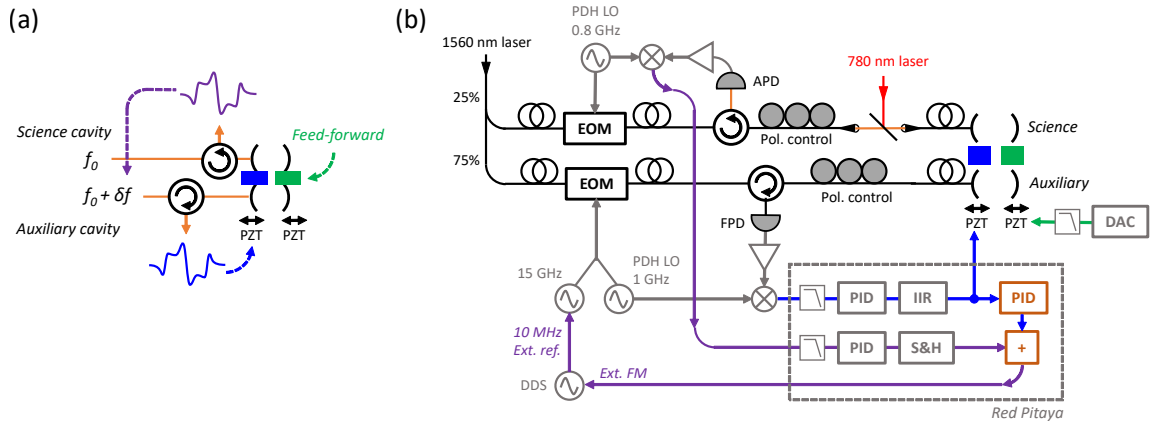 (a)
Science cavity
f0
f0 + δf
Auxiliary cavity
Feed-forward
PZT PZT
(b)
1560 nm laser
PDH LO
0.8 GHz
APD
780 nm laser
25%
EOM
Pol. control
Science
75%
EOM
Pol. control
Auxiliary
FPD
PZT PZT
DAC
15 GHz
PDH LO
1 GHz
PID
IIR
PID
10 MHz
Ext. ref.
PID
S&H
+
DDS
Ext. FM
Red Pitaya